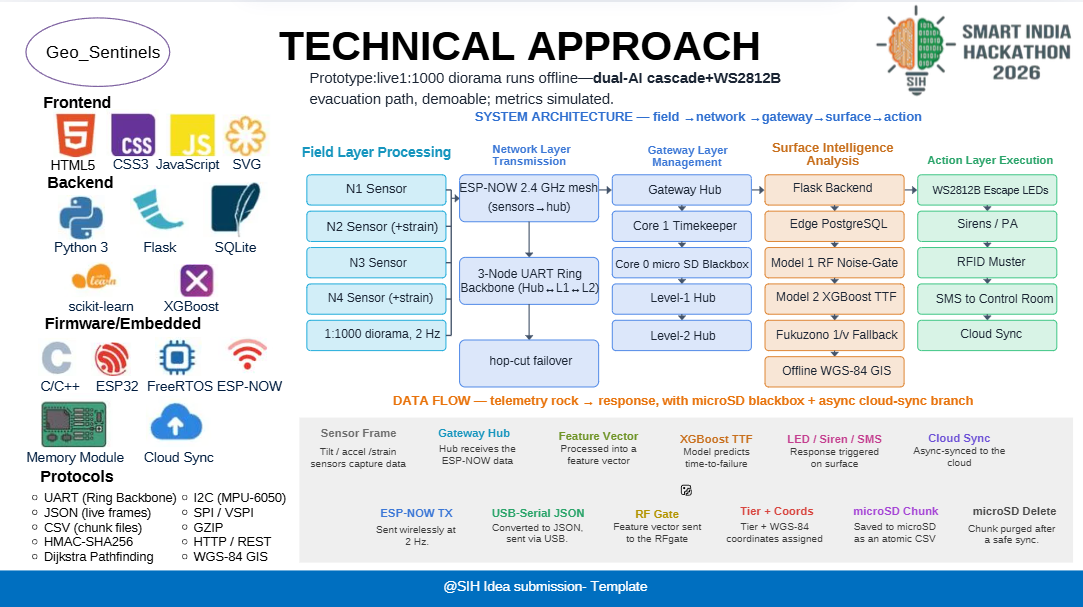 Geo_Sentinels
TECHNICAL APPROACH
SMART INDIA
HACKATHON
2026
SIH
Prototype:live1:1000 diorama runs offline—dual-AI cascade+WS2812B
evacuation path, demoable; metrics simulated.
Frontend
HTML5
CSS
CSS3
JS
JavaScript
SVG
Backend
Python 3
Flask
SQLite
learn
scikit-learn
XGBoost
Firmware/Embedded
C
C/C++
ESP32
FreeRTOS
ESP-NOW
Memory Module
Cloud Sync
Protocols
UART (Ring Backbone)
JSON (live frames)
CSV (chunk files)
HMAC-SHA256
Dijkstra Pathfinding
I2C (MPU-6050)
SPI / VSPI
GZIP
HTTP / REST
WGS-84 GIS
SYSTEM ARCHITECTURE — field →network →gateway→surface→action
Field Layer Processing
N1 Sensor
N2 Sensor (+strain)
N3 Sensor
N4 Sensor (+strain)
1:1000 diorama, 2 Hz
Network Layer
Transmission
ESP-NOW 2.4 GHz mesh
(sensors→hub)
3-Node UART Ring
Backbone (Hub↔L1↔L2)
hop-cut failover
Gateway Layer
Management
Gateway Hub
Core 1 Timekeeper
Core 0 micro SD Blackbox
Level-1 Hub
Level-2 Hub
Surface Intelligence
Analysis
Flask Backend
Edge PostgreSQL
Model 1 RF Noise-Gate
Model 2 XGBoost TTF
Fukuzono 1/v Fallback
Offline WGS-84 GIS
Action Layer Execution
WS2812B Escape LEDs
Sirens / PA
RFID Muster
SMS to Control Room
Cloud Sync
DATA FLOW — telemetry rock → response, with microSD blackbox + async cloud-sync branch
Sensor Frame
Tilt / accel /strain
sensors capture data
Gateway Hub
Hub receives the
ESP-NOW data
Feature Vector
Processed into a
feature vector
XGBoost TTF
Model predicts
time-to-failure
LED / Siren / SMS
Response triggered
on surface
Cloud Sync
Async-synced to the
cloud
ESP-NOW TX
Sent wirelessly at
2 Hz.
USB-Serial JSON
Converted to JSON,
sent via USB.
RF Gate
Feature vector sent
to the RFgate
Tier + Coords
Tier + WGS-84
coordinates assigned
microSD Chunk
Saved to microSD
as an atomic CSV
microSD Delete
Chunk purged after
a safe sync.
@SIH Idea submission- Template